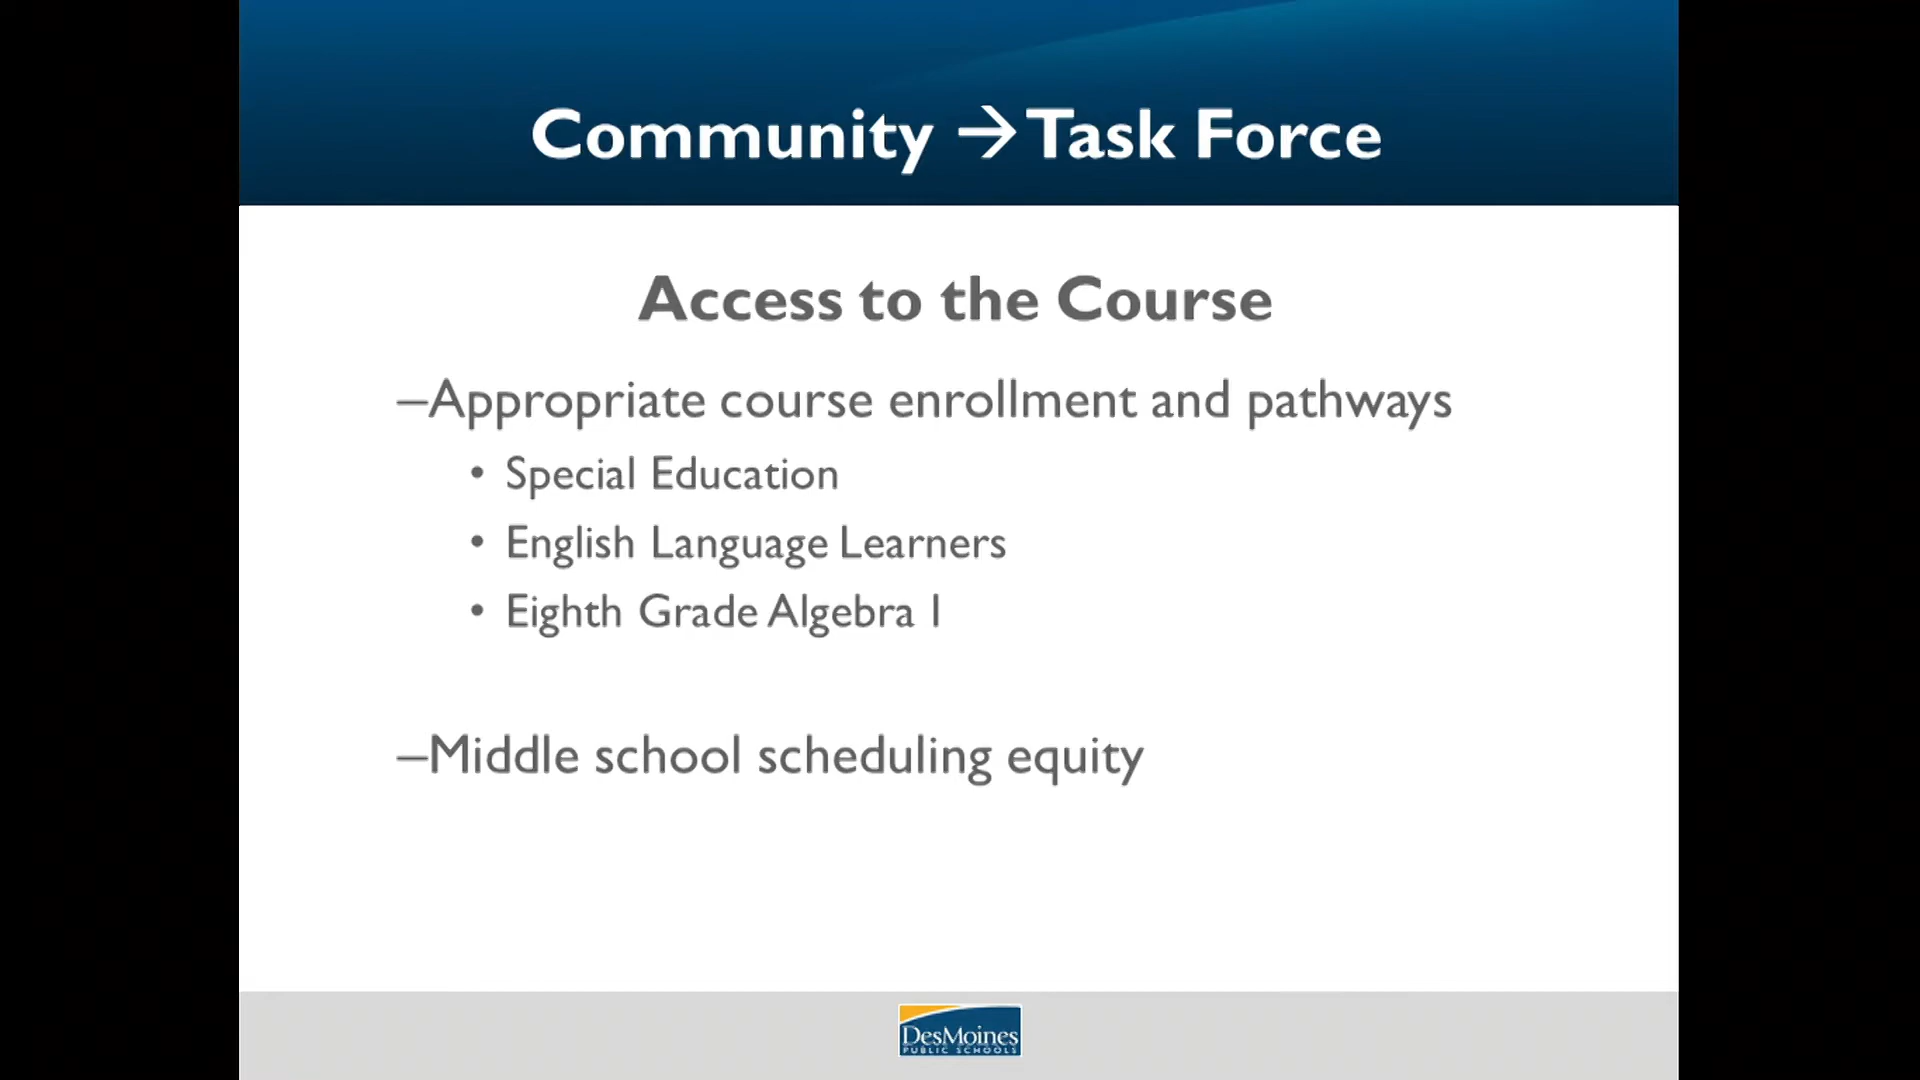 Community → Task Force
Access to the Course
–Appropriate course enrollment and pathways
• Special Education
• English Language Learners
• Eighth Grade Algebra I
–Middle school scheduling equity
DesMoines
PUBLIC SCHOOLS